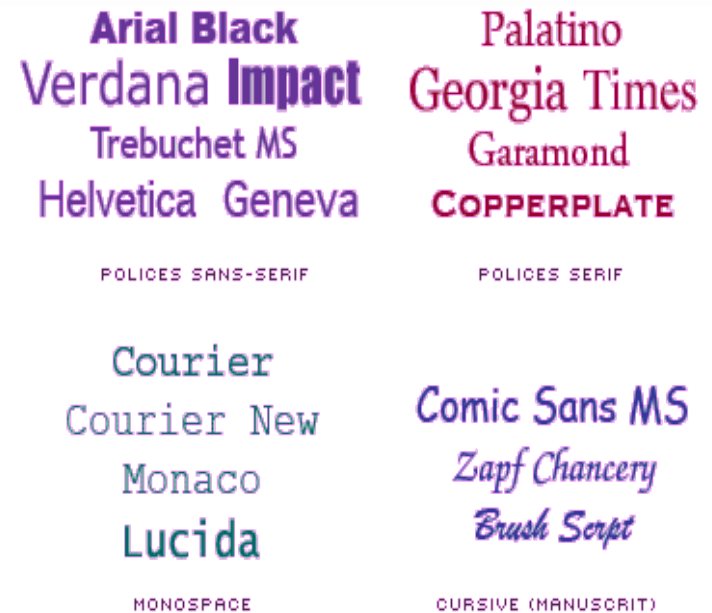 Arial Black
Verdana Impact
Trebuchet MS
Helvetica Geneva
POLICES SANS-SERIF
Palatino
Georgia Times
Garamond
COPPERPLATE
POLICES SERIF
Courier
Courier New
Monaco
Lucida
MONOSPACE
Comic Sans MS
Zapf Chancery
Brush Script
CURSIVE (MANUSCRIT)